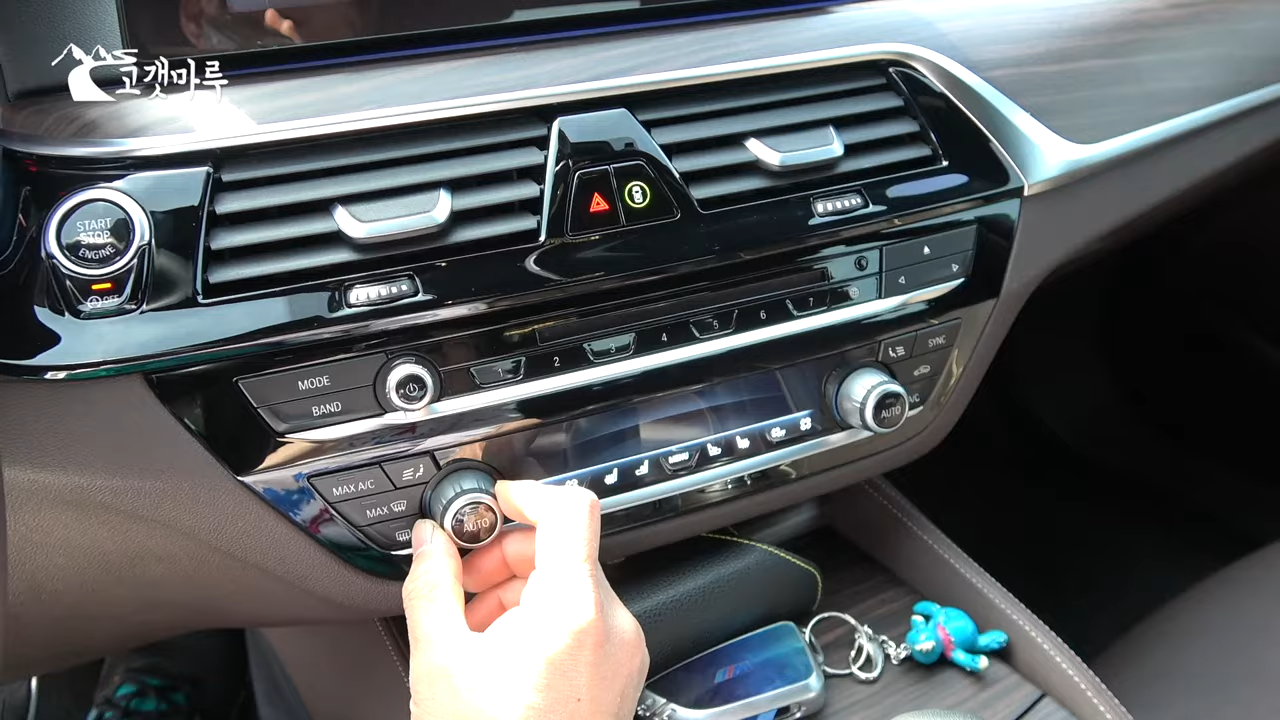 고갯마루
START
STOP
ENGINE
OFF
MODE
BAND
1 2 3 4 5 6 7
MAX A/C
MAX
AUTO
MENU
AUTO
SYNC
A/C